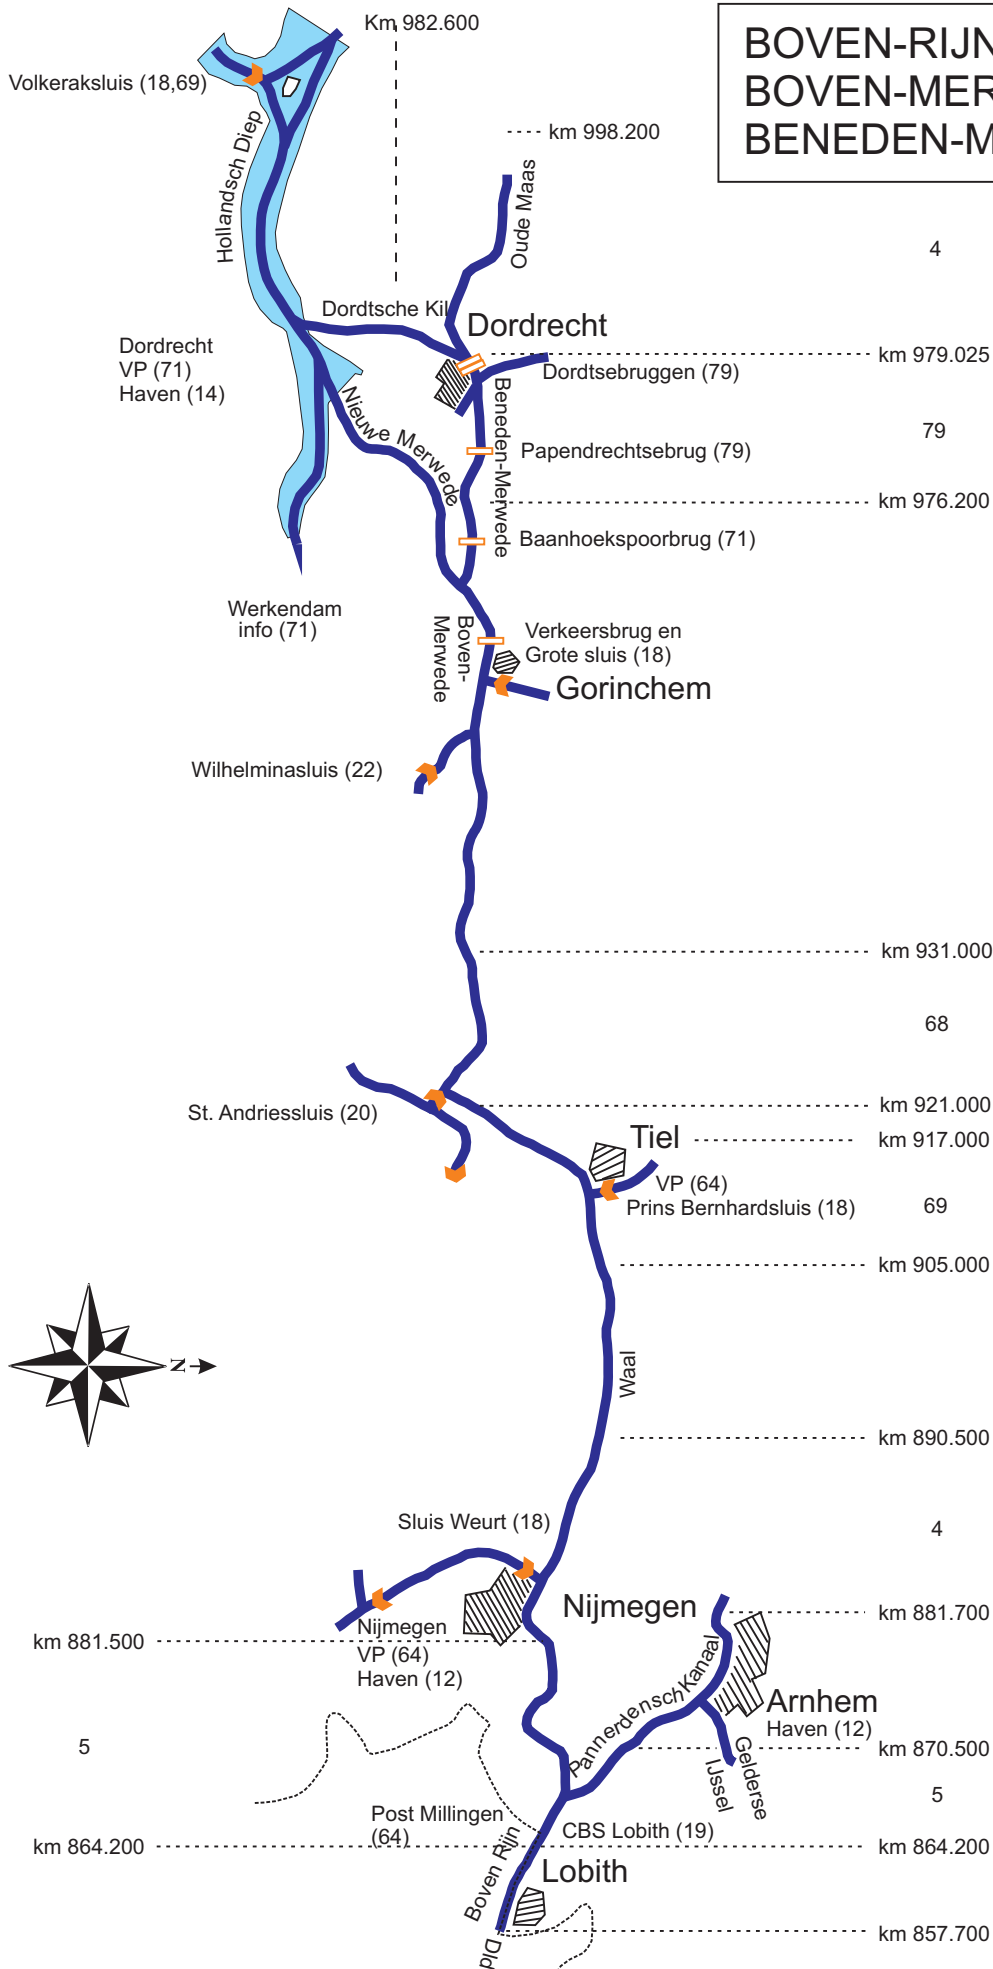 Km 982.600
BOVEN-RIJN
BOVEN-MER
BENEDEN-M
Volkeraksluis (18,69)
km 998.200
Hollandsch Diep
Oude Maas
4
Dordtsche Kil
Dordrecht
Dordrecht
VP (71)
Haven (14)
km 979.025
Dordtsebruggen (79)
Nieuwe Merwede
Beneden-Merwede
79
Papendrechtsebrug (79)
km 976.200
Baanhoekspoorbrug (71)
Werkendam
info (71)
Boven-
Merwede
Verkeersbrug en
Grote sluis (18)
Gorinchem
Wilhelminasluis (22)
km 931.000
68
St. Andriessluis (20)
km 921.000
Tiel
km 917.000
VP (64)
Prins Bernhardsluis (18)
69
km 905.000
N
Waal
km 890.500
Sluis Weurt (18)
4
Nijmegen
km 881.700
Nijmegen
VP (64)
Haven (12)
km 881.500
Pannerdensch Kanaal
Arnhem
Haven (12)
5
km 870.500
Gelderse
IJssel
5
Post Millingen
(64)
CBS Lobith (19)
km 864.200
km 864.200
Boven Rijn
Lobith
km 857.700
Dld